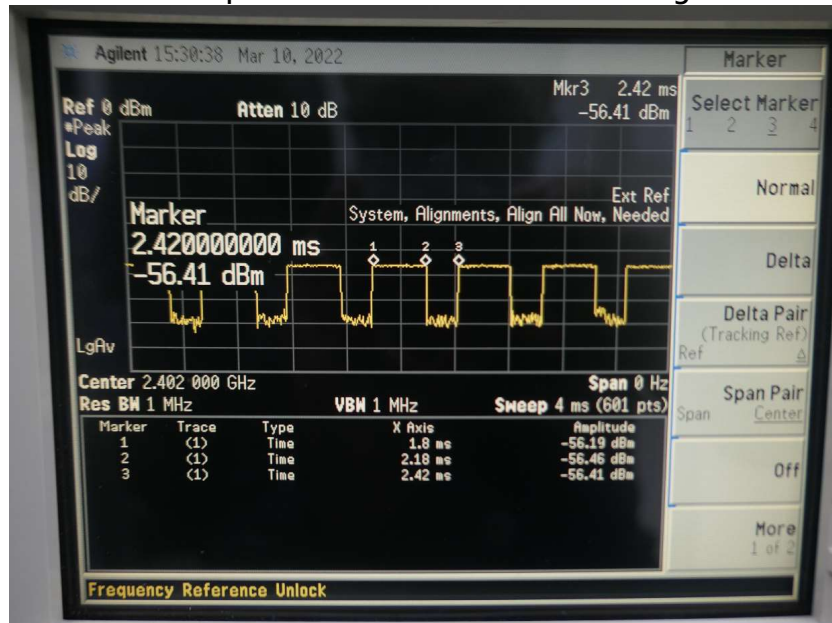 Agilent 15:30:38 Mar 10, 2022
Marker
Mkr3 2.42 ms
Ref 0 dBm Atten 10 dB -56.41 dBm
*Peak
Log
10
dB/
Select Marker
1 2 3 4
Normal
Ext Ref
System, Alignments, Align All Now, Needed
Marker
2.420000000 ms
-56.41 dBm
1 2 3
Delta
Delta Pair
(Tracking Ref)
Ref Δ
LgAv
Center 2.402 000 GHz Span 0 Hz
Res BW 1 MHz VBW 1 MHz Sweep 4 ms (601 pts)
Span Pair
Span Center
Marker Trace Type X Axis Amplitude
1 (1) Time 1.8 ms -56.19 dBm
2 (1) Time 2.18 ms -56.46 dBm
3 (1) Time 2.42 ms -56.41 dBm
Off
More
1 of 2
Frequency Reference Unlock